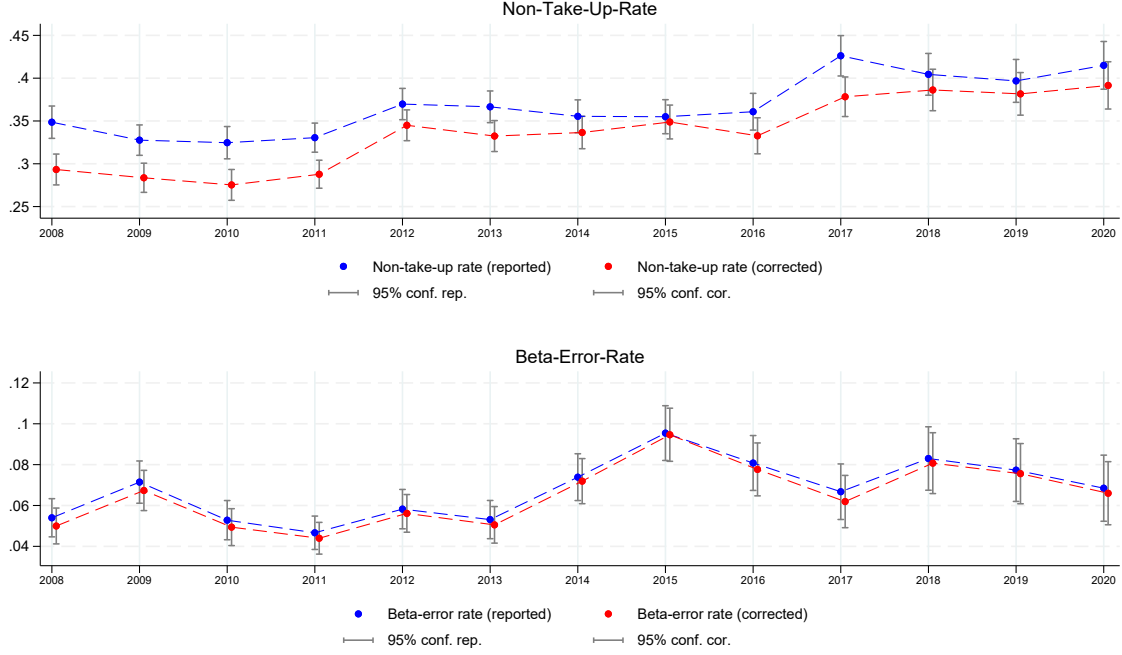 Non-Take-Up-Rate
.45
.4
.35
.3
.25
2008 2009 2010 2011 2012 2013 2014 2015 2016 2017 2018 2019 2020
Non-take-up rate (reported) Non-take-up rate (corrected)
95% conf. rep. 95% conf. cor.
Beta-Error-Rate
.12
.1
.08
.06
.04
2008 2009 2010 2011 2012 2013 2014 2015 2016 2017 2018 2019 2020
Beta-error rate (reported) Beta-error rate (corrected)
95% conf. rep. 95% conf. cor.